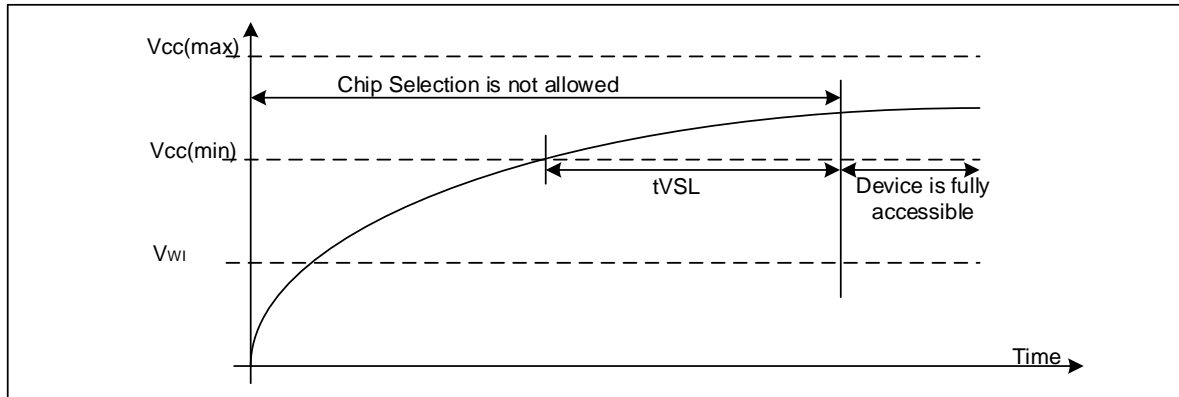 Vcc(max)
Chip Selection is not allowed
Vcc(min)
tVSL
Device is fully
accessible
VWI
Time